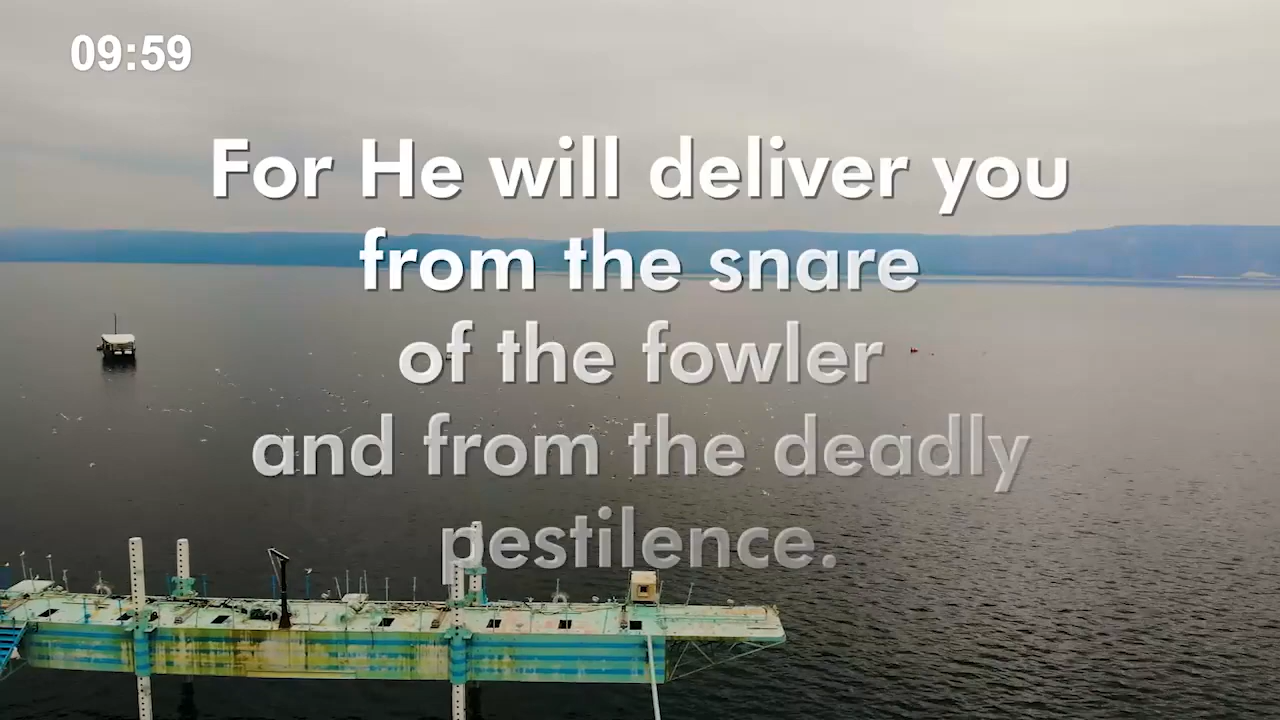 09:59
For He will deliver you
from the snare
of the fowler
and from the deadly
pestilence.